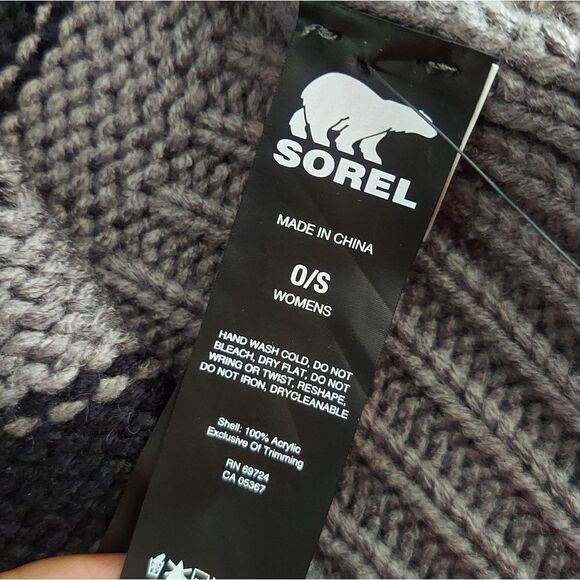 SOREL
MADE IN CHINA
O/S
WOMENS
HAND WASH COLD, DO NOT
BLEACH, DRY FLAT, DO NOT
WRING OR TWIST, RESHAPE,
DO NOT IRON, DRYCLEANABLE
Shell: 100% Acrylic
Exclusive Of Trimming
RN 69724
CA 05367